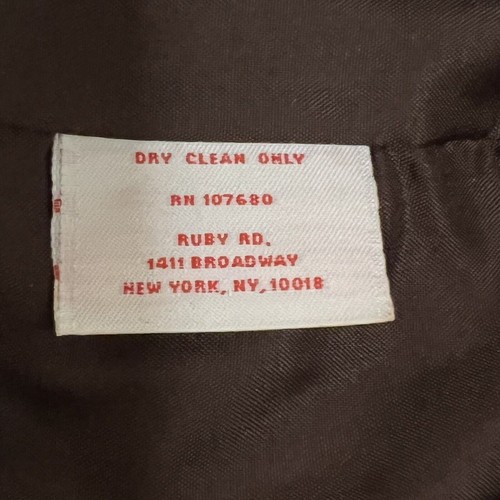 DRY CLEAN ONLY
RN 107680
RUBY RD.
1411 BROADWAY
NEW YORK, NY, 10018